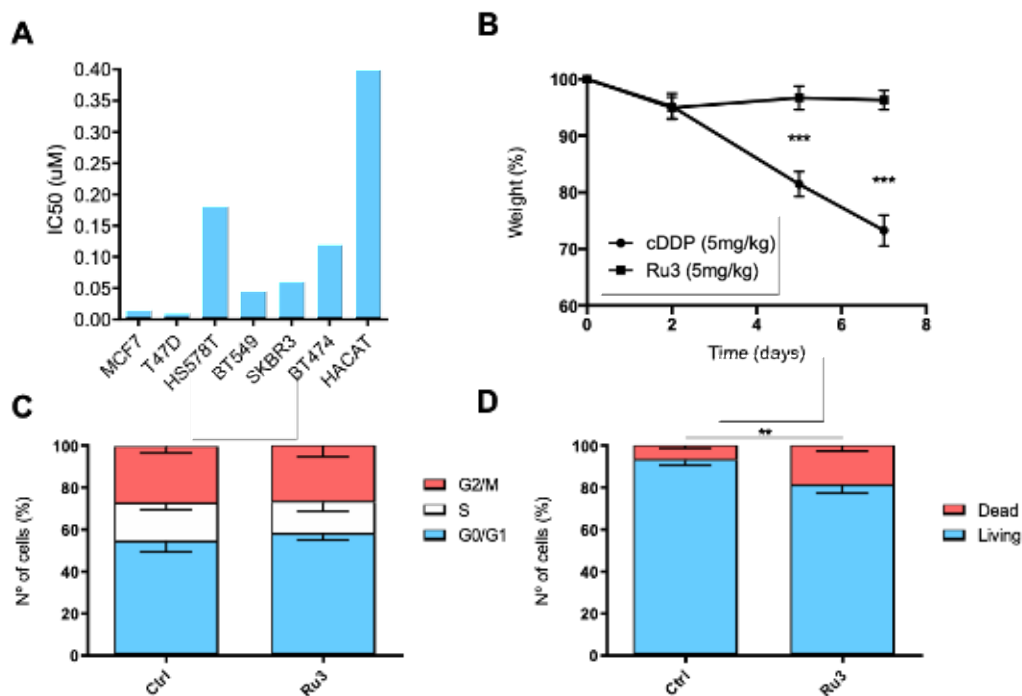 A
IC50 (uM)
0.40
0.35
0.30
0.25
0.20
0.15
0.10
0.05
0.00
MCF7
T47D
HS578T
BT549
SKBR3
BT474
HACAT
B
Weight (%)
100
90
80
70
60
***
***
cDDP (5mg/kg)
Ru3 (5mg/kg)
0 2 4 6 8
Time (days)
C
Nº of cells (%)
100
80
60
40
20
0
Ctrl
Ru3
G2/M
S
G0/G1
D
Nº of cells (%)
100
80
60
40
20
0
**
Ctrl
Ru3
Dead
Living